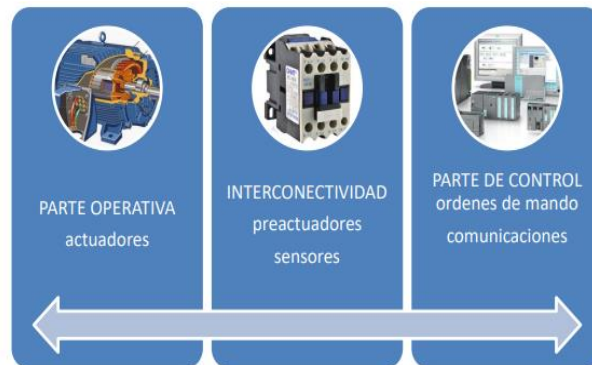 PARTE OPERATIVA
actuadores
INTERCONECTIVIDAD
preactuadores
sensores
PARTE DE CONTROL
ordenes de mando
comunicaciones